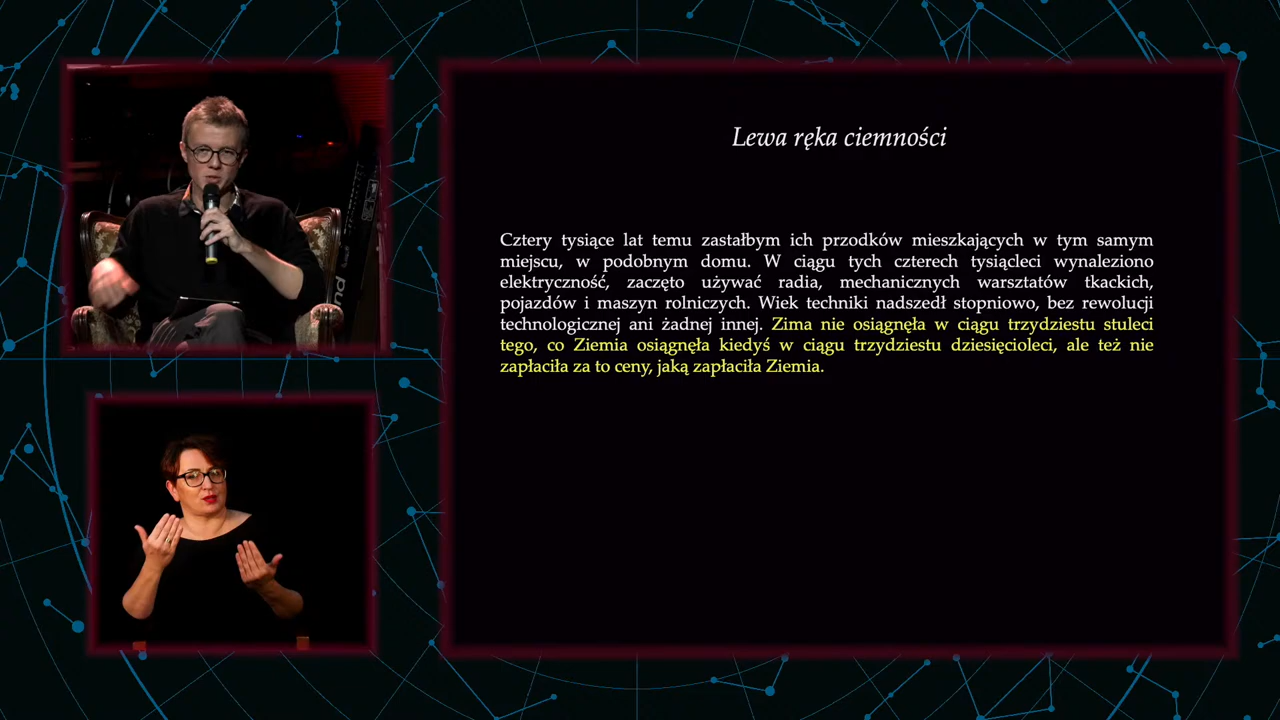 Lewa ręka ciemności
Cztery tysiące lat temu zastałbym ich przodków mieszkających w tym samym
miejscu, w podobnym domu. W ciągu tych czterech tysiącleci wynaleziono
elektryczność, zaczęto używać radia, mechanicznych warsztatów tkackich,
pojazdów i maszyn rolniczych. Wiek techniki nadszedł stopniowo, bez rewolucji
technologicznej ani żadnej innej. Zima nie osiągnęła w ciągu trzydziestu stuleci
tego, co Ziemia osiągnęła kiedyś w ciągu trzydziestu dziesięcioleci, ale też nie
zapłaciła za to ceny, jaką zapłaciła Ziemia.